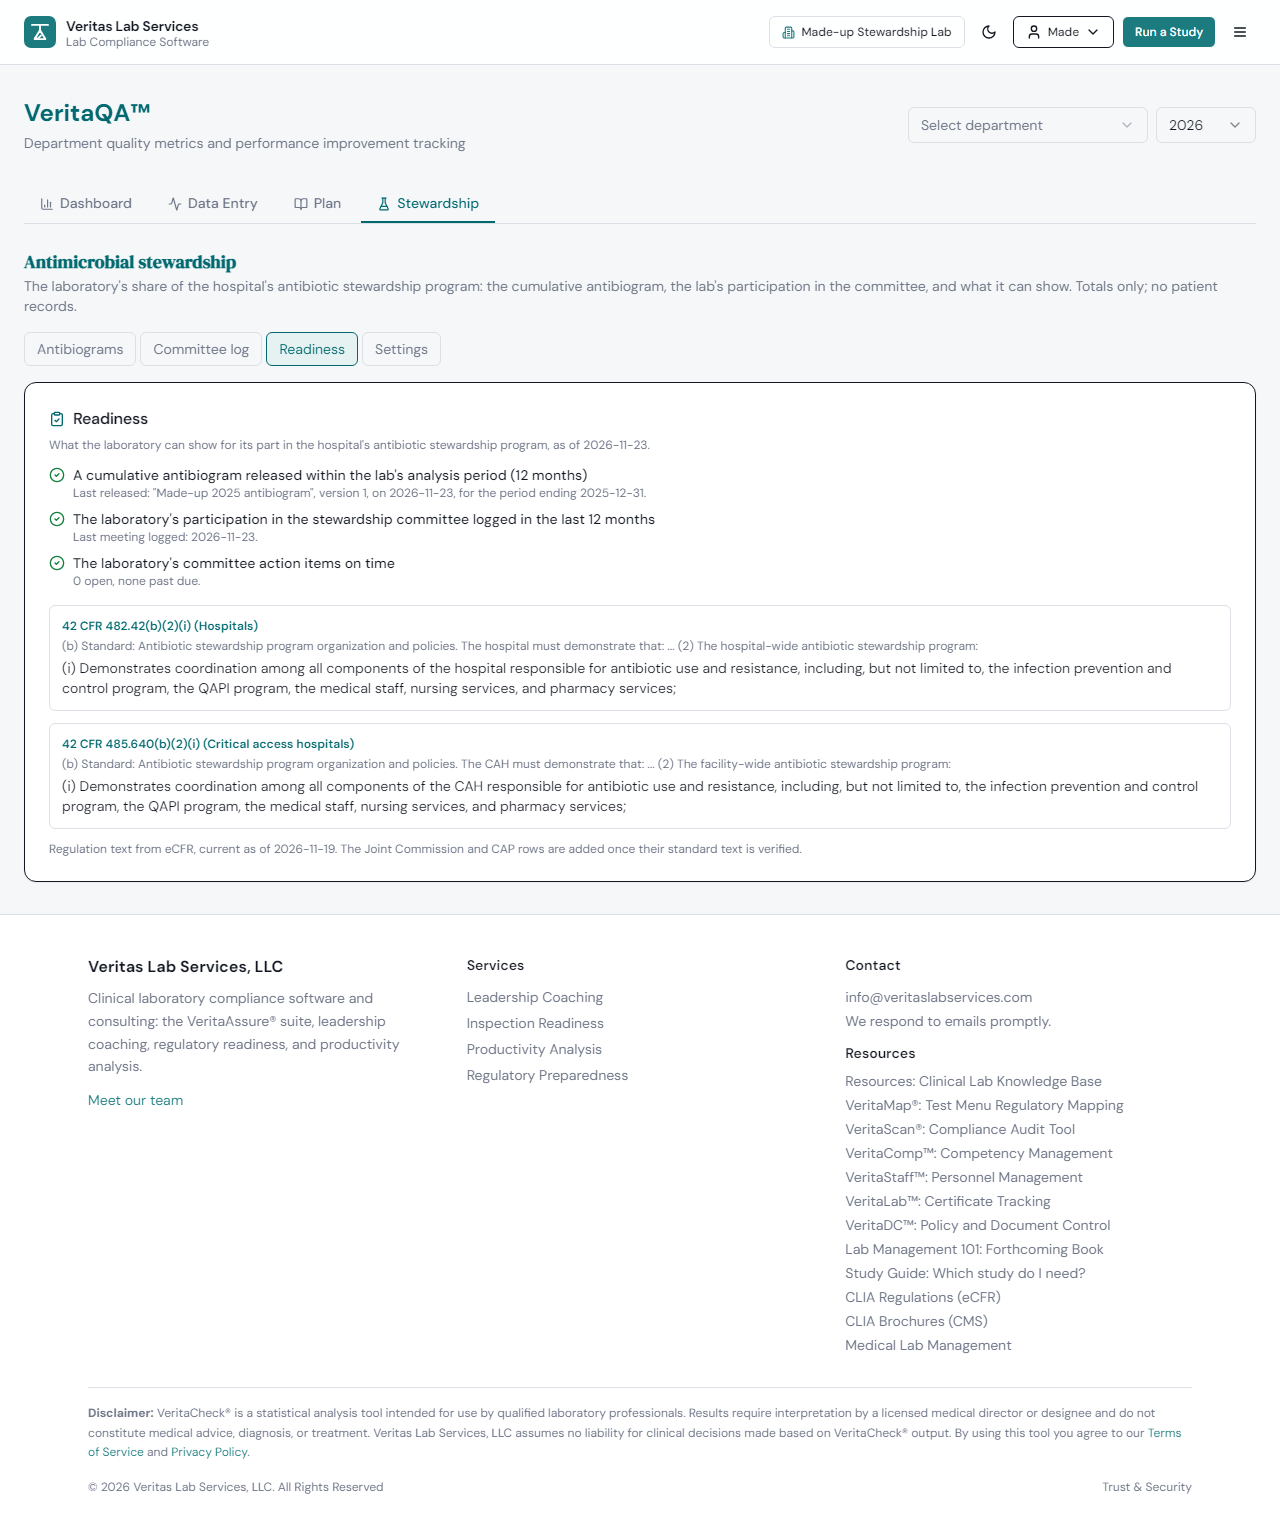 Veritas Lab Services
Lab Compliance Software
Made-up Stewardship Lab
Made
Run a Study
VeritaQA™
Department quality metrics and performance improvement tracking
Select department
2026
Dashboard
Data Entry
Plan
Stewardship
Antimicrobial stewardship
The laboratory's share of the hospital's antibiotic stewardship program: the cumulative antibiogram, the lab's participation in the committee, and what it can show. Totals only; no patient
records.
Antibiograms
Committee log
Readiness
Settings
Readiness
What the laboratory can show for its part in the hospital's antibiotic stewardship program, as of 2026-11-23.
A cumulative antibiogram released within the lab's analysis period (12 months)
Last released: "Made-up 2025 antibiogram", version 1, on 2026-11-23, for the period ending 2025-12-31.
The laboratory's participation in the stewardship committee logged in the last 12 months
Last meeting logged: 2026-11-23.
The laboratory's committee action items on time
0 open, none past due.
42 CFR 482.42(b)(2)(i) (Hospitals)
(b) Standard: Antibiotic stewardship program organization and policies. The hospital must demonstrate that: ... (2) The hospital-wide antibiotic stewardship program:
(i) Demonstrates coordination among all components of the hospital responsible for antibiotic use and resistance, including, but not limited to, the infection prevention and
control program, the QAPI program, the medical staff, nursing services, and pharmacy services;
42 CFR 485.640(b)(2)(i) (Critical access hospitals)
(b) Standard: Antibiotic stewardship program organization and policies. The CAH must demonstrate that: ... (2) The facility-wide antibiotic stewardship program:
(i) Demonstrates coordination among all components of the CAH responsible for antibiotic use and resistance, including, but not limited to, the infection prevention and control
program, the QAPI program, the medical staff, nursing services, and pharmacy services;
Regulation text from eCFR, current as of 2026-11-19. The Joint Commission and CAP rows are added once their standard text is verified.
Veritas Lab Services, LLC
Clinical laboratory compliance software and
consulting: the VeritaAssure® suite, leadership
coaching, regulatory readiness, and productivity
analysis.
Meet our team
Services
Leadership Coaching
Inspection Readiness
Productivity Analysis
Regulatory Preparedness
Contact
info@veritaslabservices.com
We respond to emails promptly.
Resources
Resources: Clinical Lab Knowledge Base
VeritaMap®: Test Menu Regulatory Mapping
VeritaScan®: Compliance Audit Tool
VeritaComp™: Competency Management
VeritaStaff™: Personnel Management
VeritaLab™: Certificate Tracking
VeritaDC™: Policy and Document Control
Lab Management 101: Forthcoming Book
Study Guide: Which study do I need?
CLIA Regulations (eCFR)
CLIA Brochures (CMS)
Medical Lab Management
Disclaimer: VeritaCheck® is a statistical analysis tool intended for use by qualified laboratory professionals. Results require interpretation by a licensed medical director or designee and do not
constitute medical advice, diagnosis, or treatment. Veritas Lab Services, LLC assumes no liability for clinical decisions made based on VeritaCheck® output. By using this tool you agree to our Terms
of Service and Privacy Policy.
© 2026 Veritas Lab Services, LLC. All Rights Reserved
Trust & Security